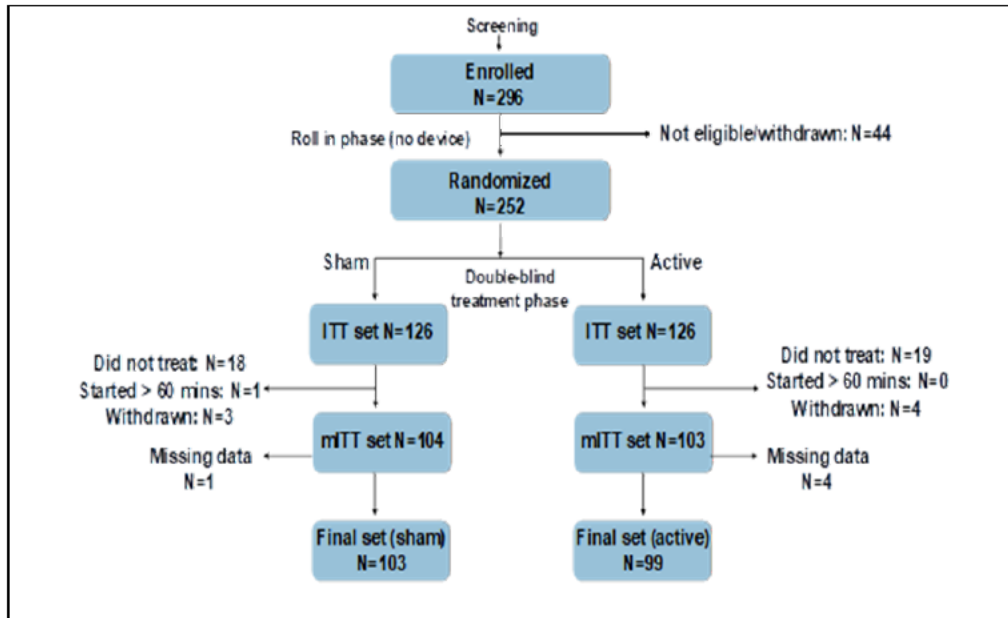 Screening
Enrolled
N=296
Roll in phase (no device)
Not eligible/withdrawn: N=44
Randomized
N=252
Sham
Active
Double-blind
treatment phase
ITT set N=126
ITT set N=126
Did not treat: N=18
Started > 60 mins: N=1
Withdrawn: N=3
Did not treat: N=19
Started > 60 mins: N=0
Withdrawn: N=4
mITT set N=104
mITT set N=103
Missing data
N=1
Missing data
N=4
Final set (sham)
N=103
Final set (active)
N=99